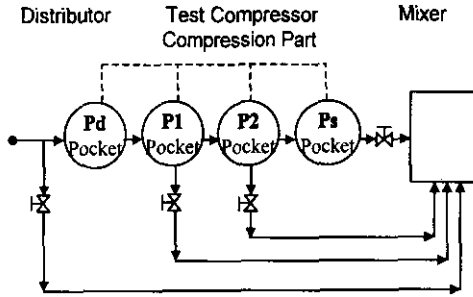 Distributor
Test Compressor
Compression Part
Mixer
Pd
Pocket
P1
Pocket
P2
Pocket
Ps
Pocket